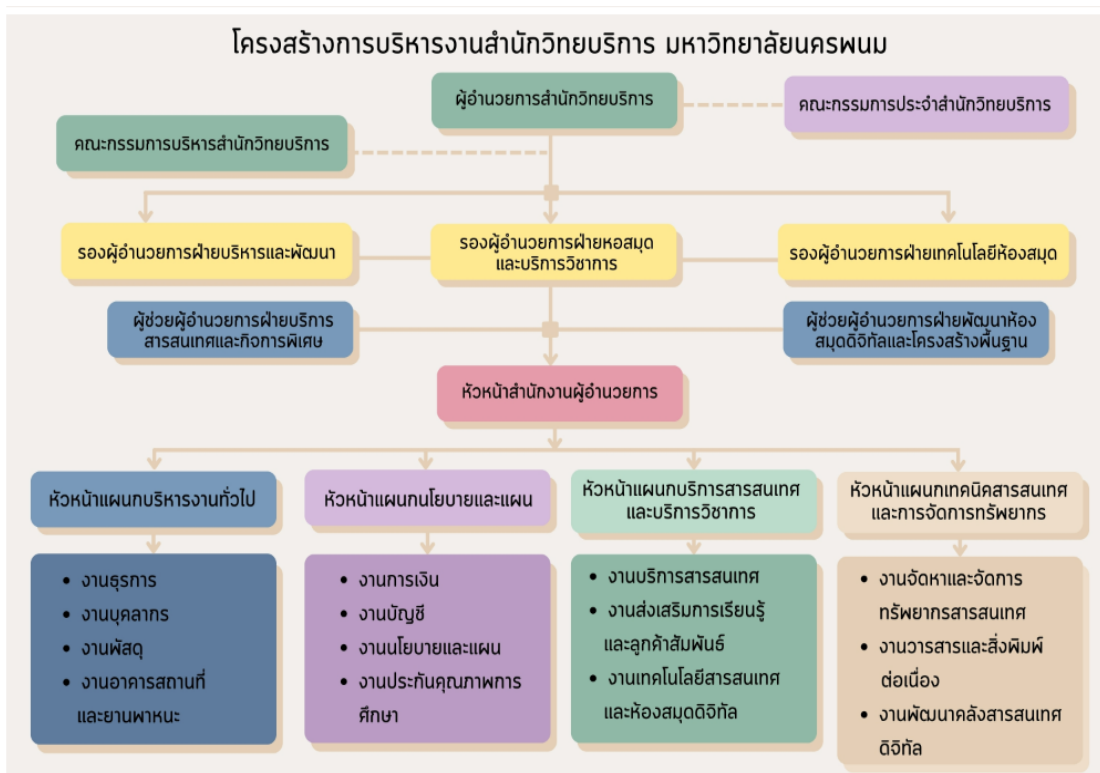 โครงสร้างการบริหารงานสำนักวิทยบริการ มหาวิทยาลัยนครพนม
ผู้อำนวยการสำนักวิทยบริการ
คณะกรรมการประจำสำนักวิทยบริการ
คณะกรรมการบริหารสำนักวิทยบริการ
รองผู้อำนวยการฝ่ายบริหารและพัฒนา
รองผู้อำนวยการฝ่ายหอสมุด
และบริการวิชาการ
รองผู้อำนวยการฝ่ายเทคโนโลยีห้องสมุด
ผู้ช่วยผู้อำนวยการฝ่ายบริการ
สารสนเทศและกิจการพิเศษ
ผู้ช่วยผู้อำนวยการฝ่ายพัฒนาห้อง
สมุดดิจิทัลและโครงสร้างพื้นฐาน
หัวหน้าสำนักงานผู้อำนวยการ
หัวหน้าแผนกบริหารงานทั่วไป
• งานธุรการ
• งานบุคลากร
• งานพัสดุ
• งานอาคารสถานที่
และยานพาหนะ
หัวหน้าแผนกนโยบายและแผน
• งานการเงิน
• งานบัญชี
• งานนโยบายและแผน
• งานประกันคุณภาพการ
ศึกษา
หัวหน้าแผนกบริการสารสนเทศ
และบริการวิชาการ
• งานบริการสารสนเทศ
• งานส่งเสริมการเรียนรู้
และลูกค้าสัมพันธ์
• งานเทคโนโลยีสารสนเทศ
และห้องสมุดดิจิทัล
หัวหน้าแผนกเทคนิคสารสนเทศ
และการจัดการทรัพยากร
• งานจัดหาและจัดการ
ทรัพยากรสารสนเทศ
• งานวารสารและสิ่งพิมพ์
ต่อเนื่อง
• งานพัฒนาคลังสารสนเทศ
ดิจิทัล